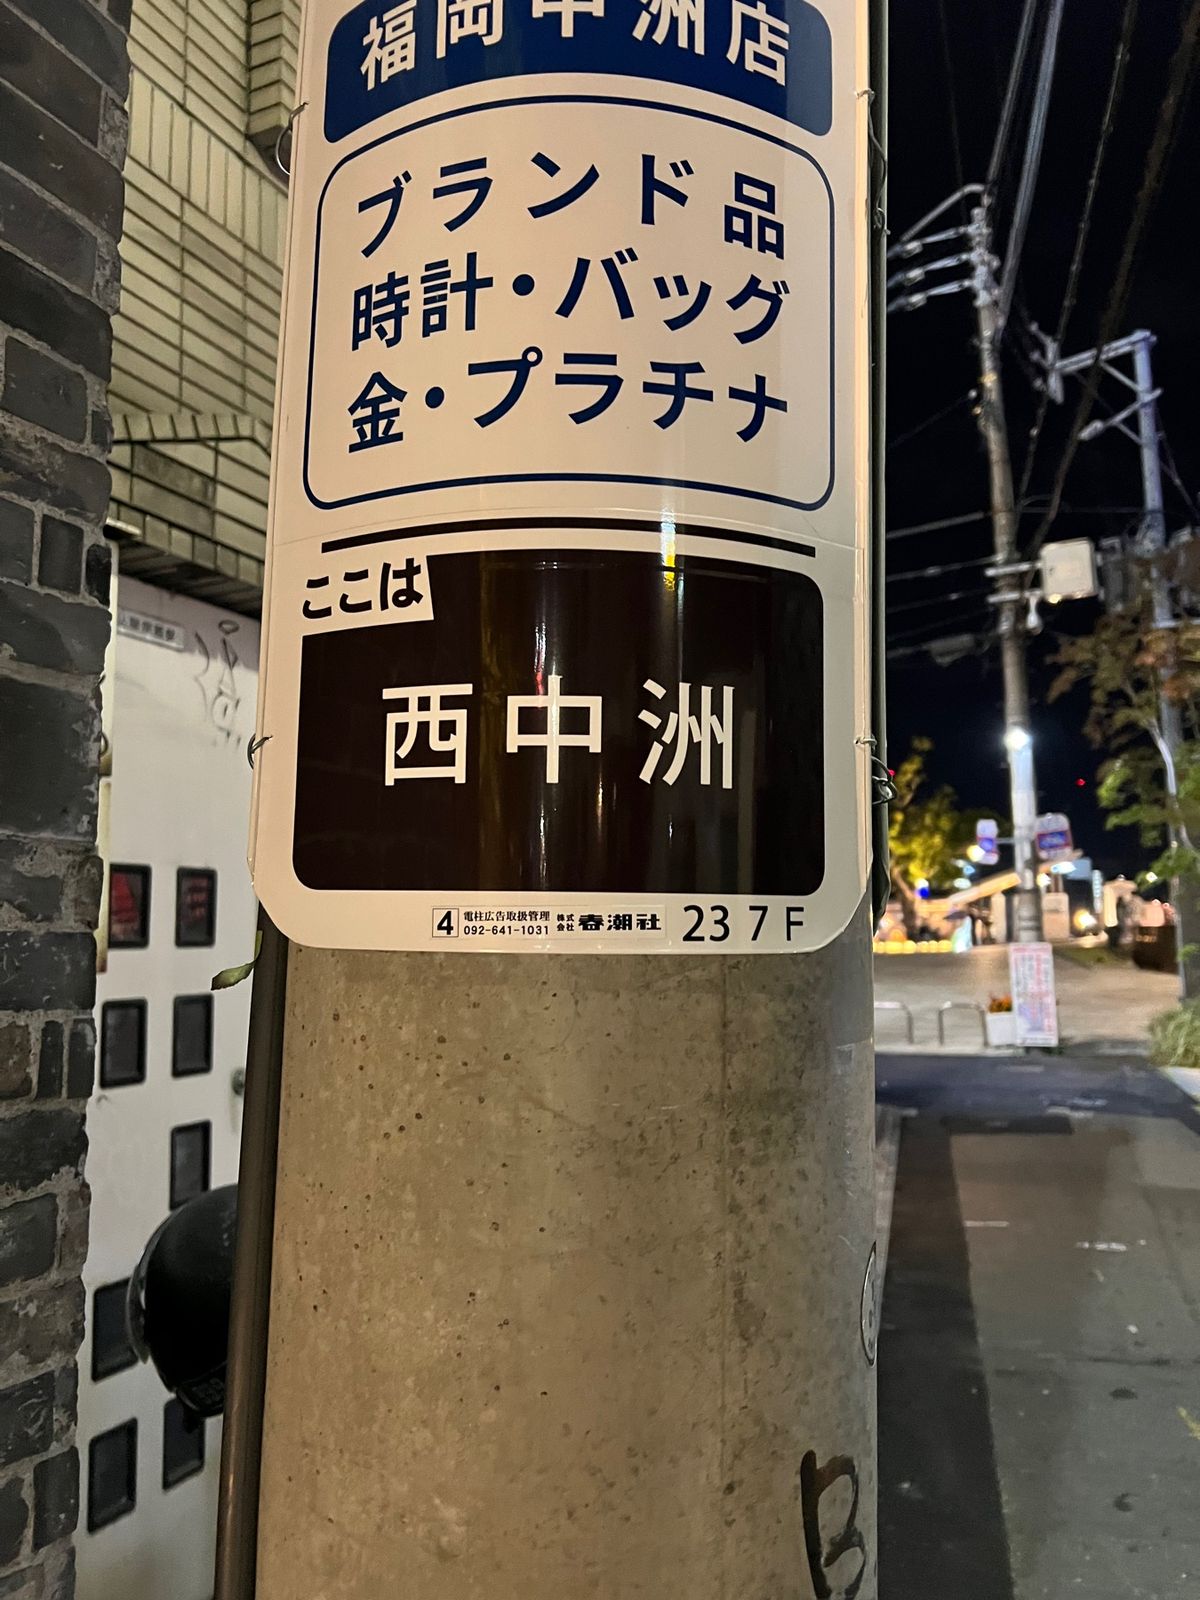 福岡中洲店
ブランド品
時計・バッグ
金・プラチナ
ここは
西中洲
4 電柱広告取扱管理 092-641-1031 株式会社 春潮社 23 7 F